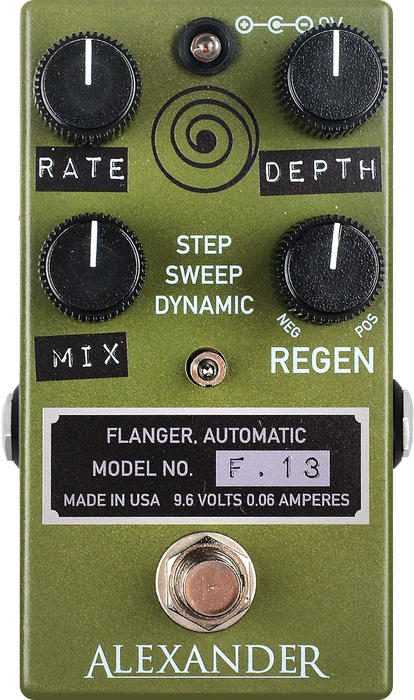 9V
RATE
DEPTH
STEP
SWEEP
DYNAMIC
MIX
NEG
POS
REGEN
FLANGER, AUTOMATIC
MODEL NO. F.13
MADE IN USA 9.6 VOLTS 0.06 AMPERES
ALEXANDER